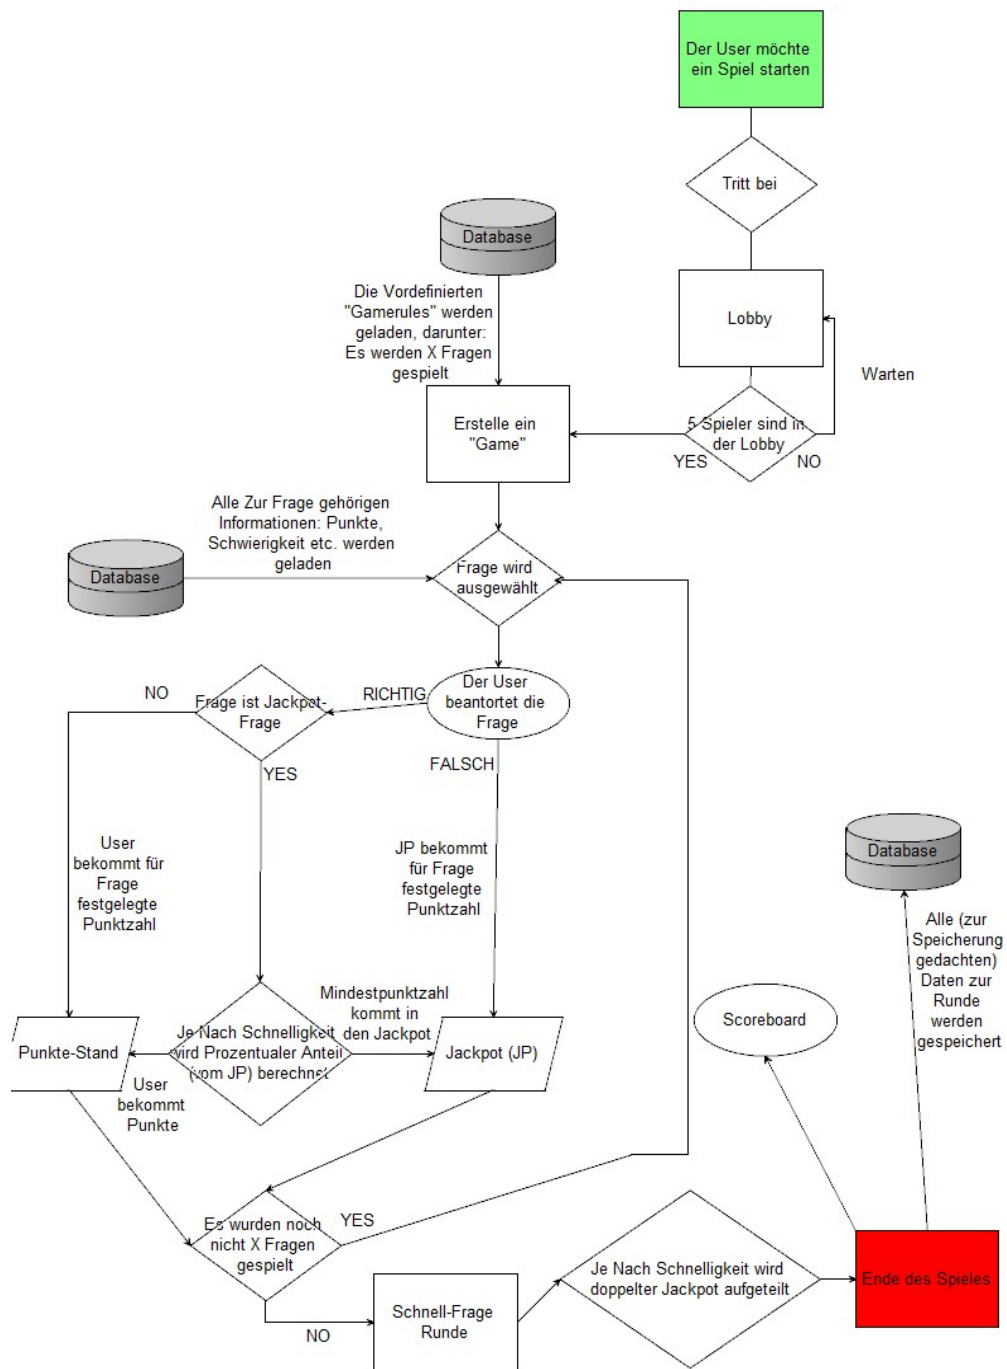 Der User möchte
ein Spiel starten
Tritt bei
Database
Die Vordefinierten
"Gamerules" werden
geladen, darunter:
Es werden X Fragen
gespielt
Lobby
Warten
Erstelle ein
"Game"
5 Spieler sind in
der Lobby
YES
NO
Alle Zur Frage gehörigen
Informationen: Punkte,
Schwierigkeit etc. werden
geladen
Database
Frage wird
ausgewählt
NO
Frage ist Jackpot-
Frage
RICHTIG
Der User
beantortet die
Frage
YES
FALSCH
User
bekommt für
Frage
festgelegte
Punktzahl
JP bekommt
für Frage
festgelegte
Punktzahl
Database
Alle (zur
Speicherung
gedachten)
Daten zur
Runde
werden
gespeichert
Mindestpunktzahl
kommt in
den Jackpot
Scoreboard
Punkte-Stand
Je Nach Schnelligkeit
wird Prozentualer Anteil
(vom JP) berechnet
Jackpot (JP)
User
bekommt
Punkte
Es wurden noch
nicht X Fragen
gespielt
YES
NO
Schnell-Frage
Runde
Je Nach Schnelligkeit wird
doppelter Jackpot aufgeteilt
Ende des Spieles